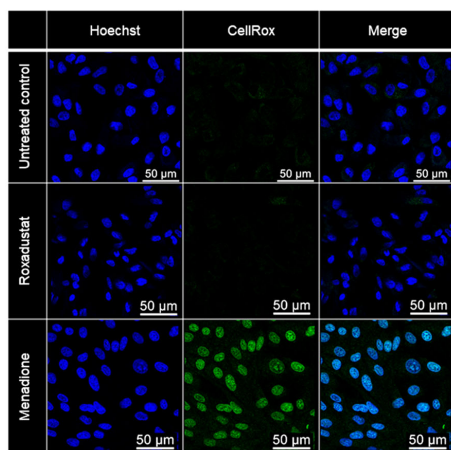 Hoechst CellRox Merge
Untreated control
50 µm 50 µm 50 µm
Roxadustat
50 µm 50 µm 50 µm
Menadione
50 µm 50 µm 50 µm